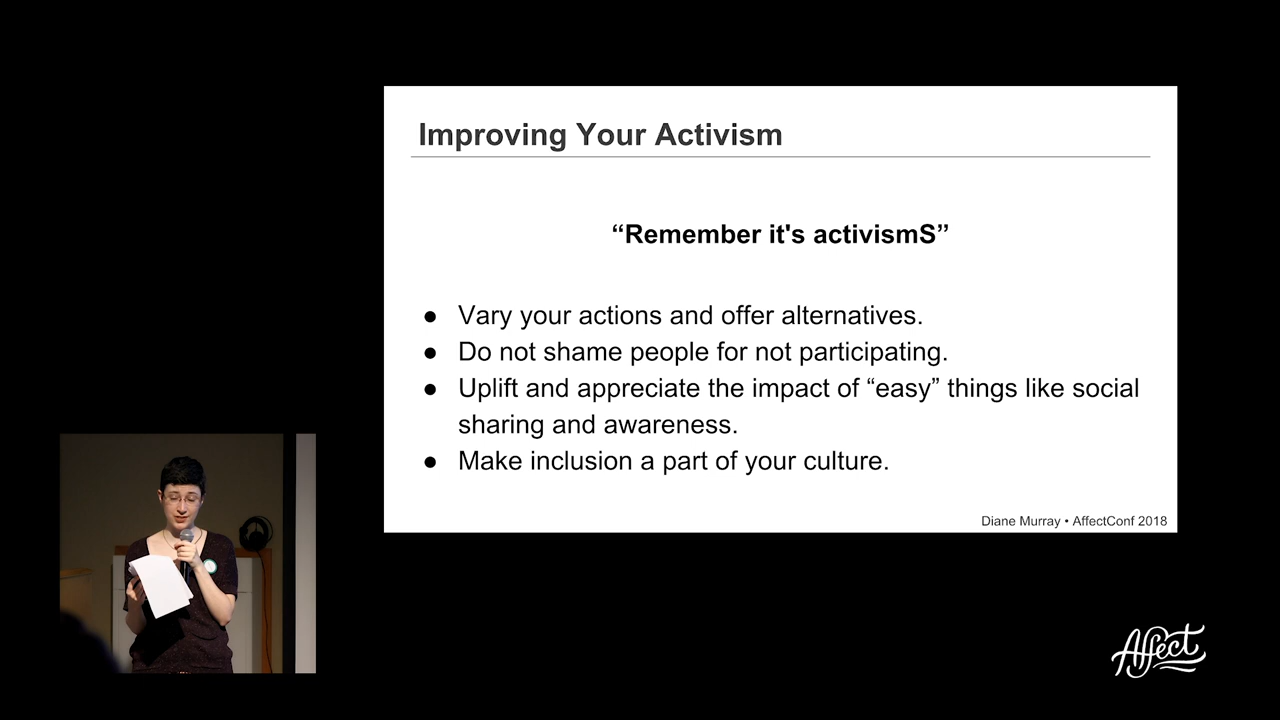 Improving Your Activism
“Remember it's activismS”
● Vary your actions and offer alternatives.
● Do not shame people for not participating.
● Uplift and appreciate the impact of “easy” things like social
sharing and awareness.
● Make inclusion a part of your culture.
Diane Murray • AffectConf 2018
Affect